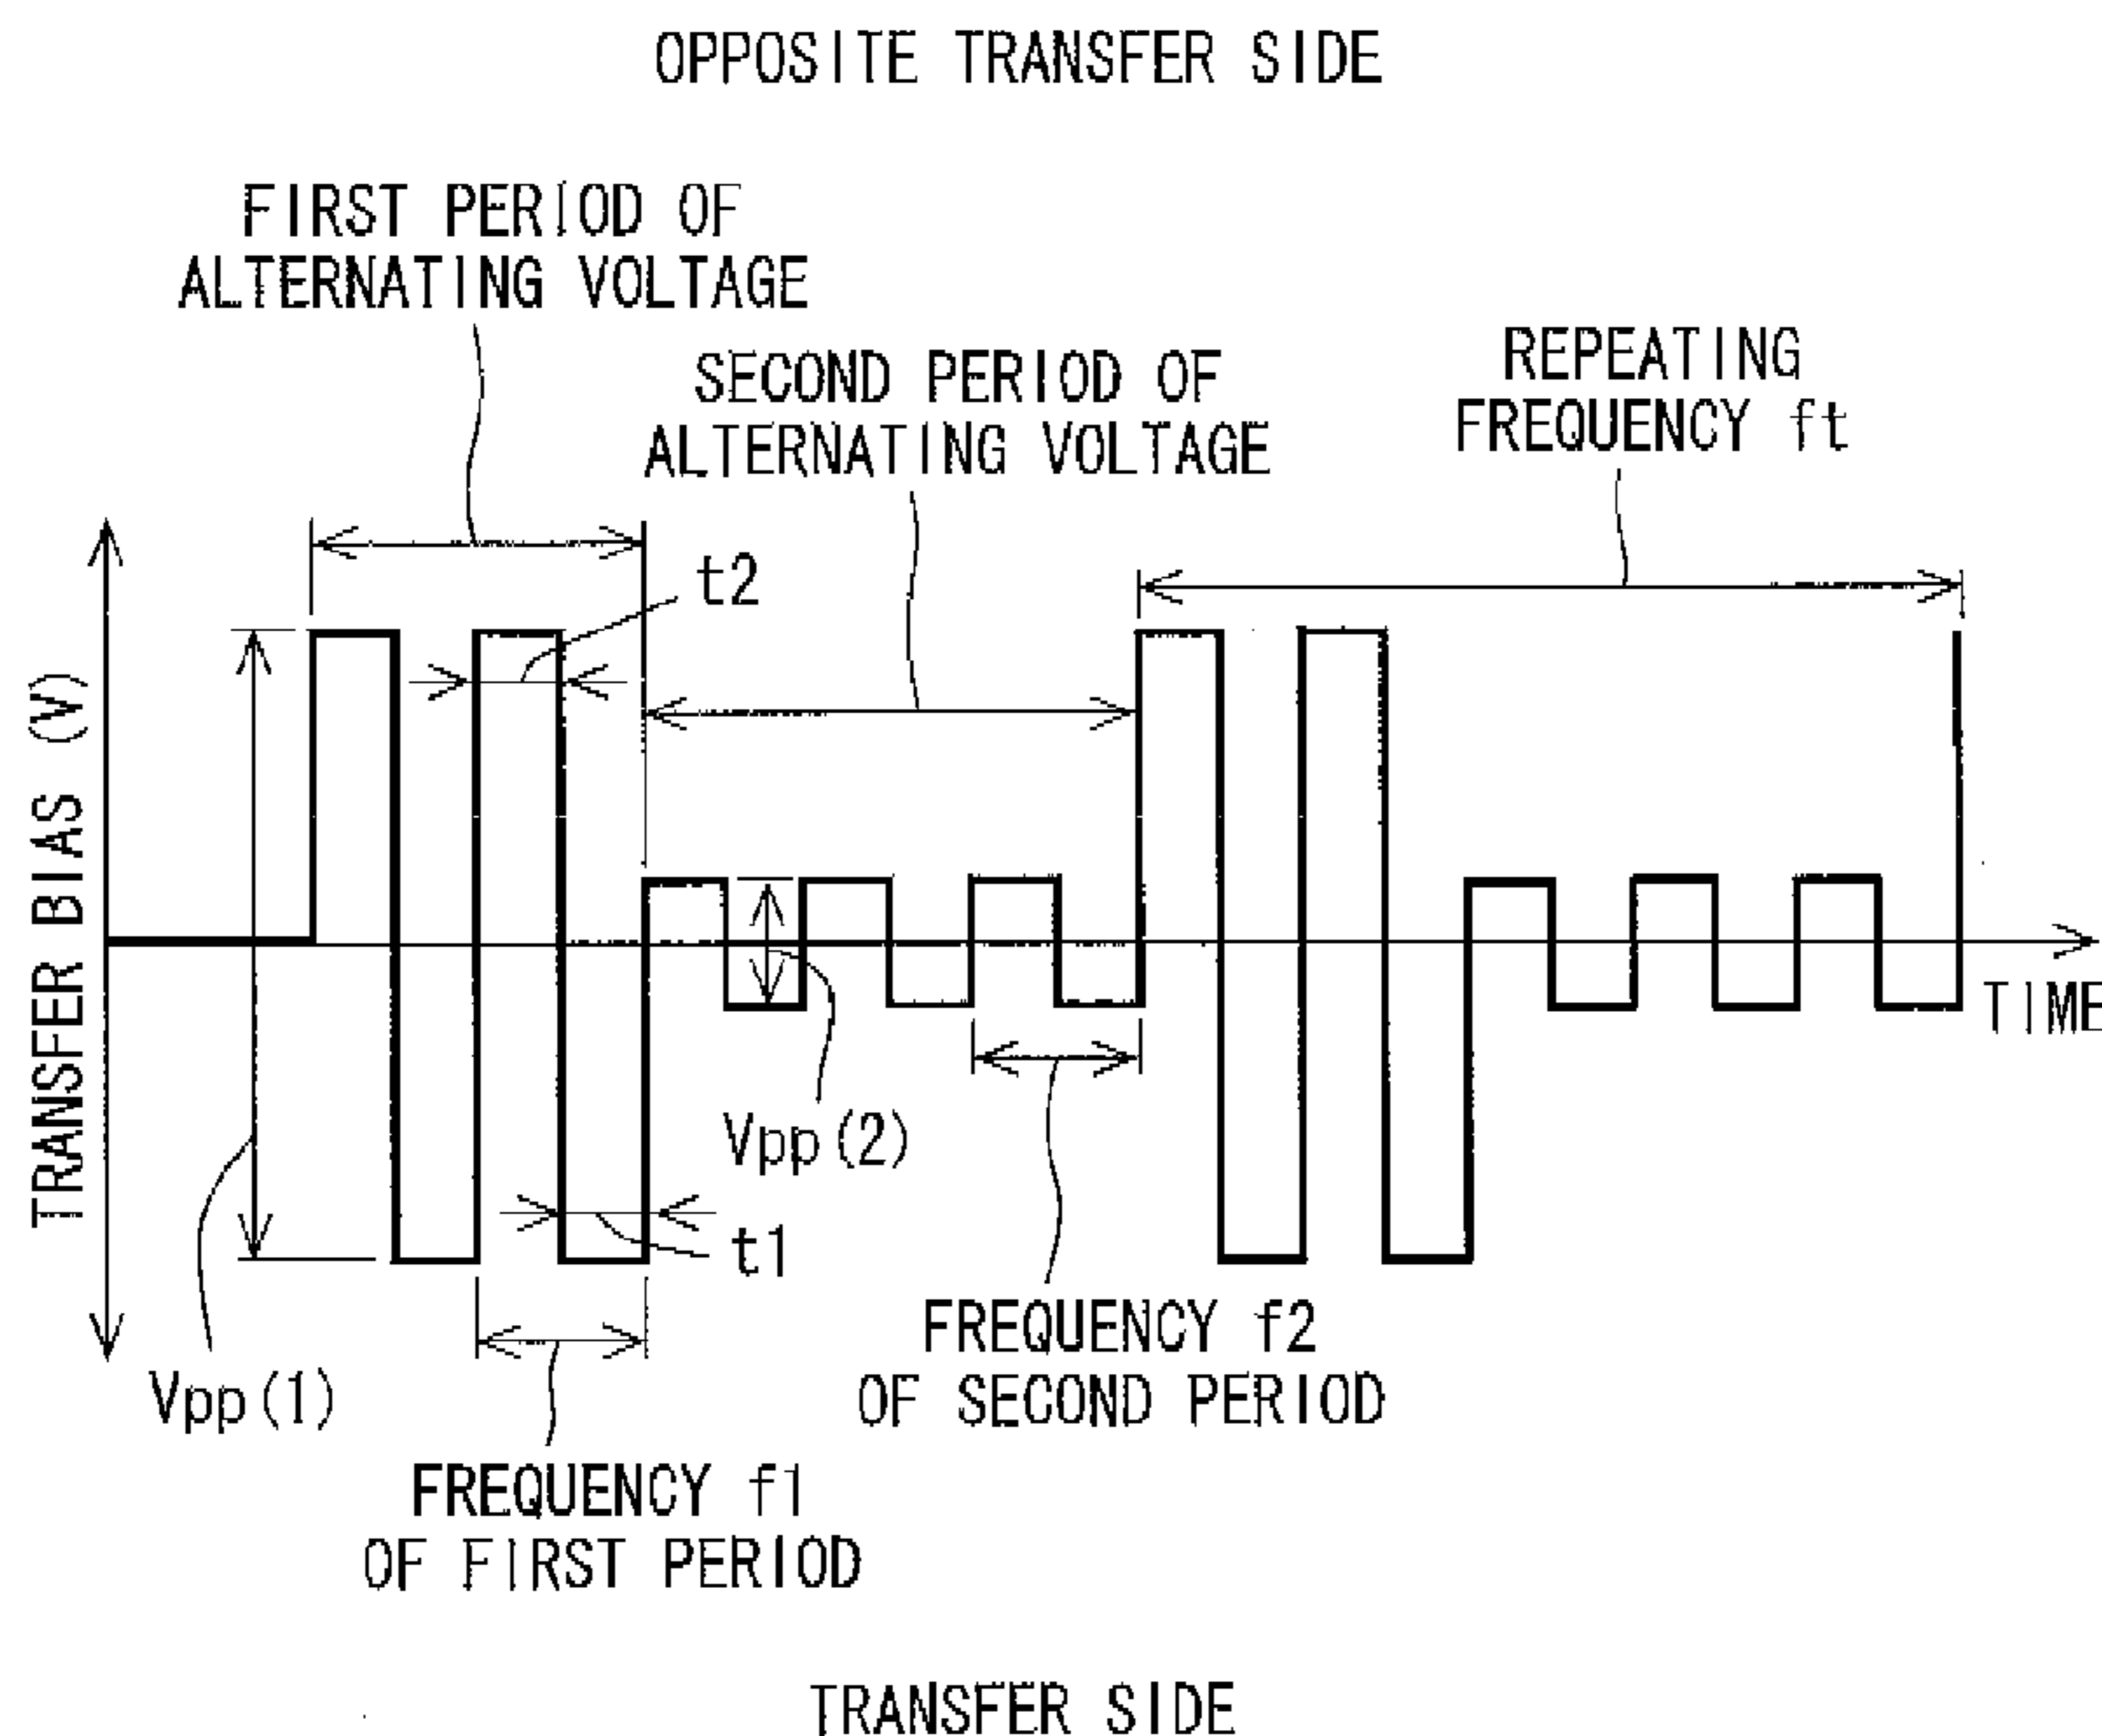 OPPOSITE TRANSFER SIDE
FIRST PERIOD OF
ALTERNATING VOLTAGE
SECOND PERIOD OF
ALTERNATING VOLTAGE
REPEATING
FREQUENCY ft
t2
TRANSFER BIAS (V)
TIME
Vpp(2)
t1
Vpp(1)
FREQUENCY f2
OF SECOND PERIOD
FREQUENCY f1
OF FIRST PERIOD
TRANSFER SIDE